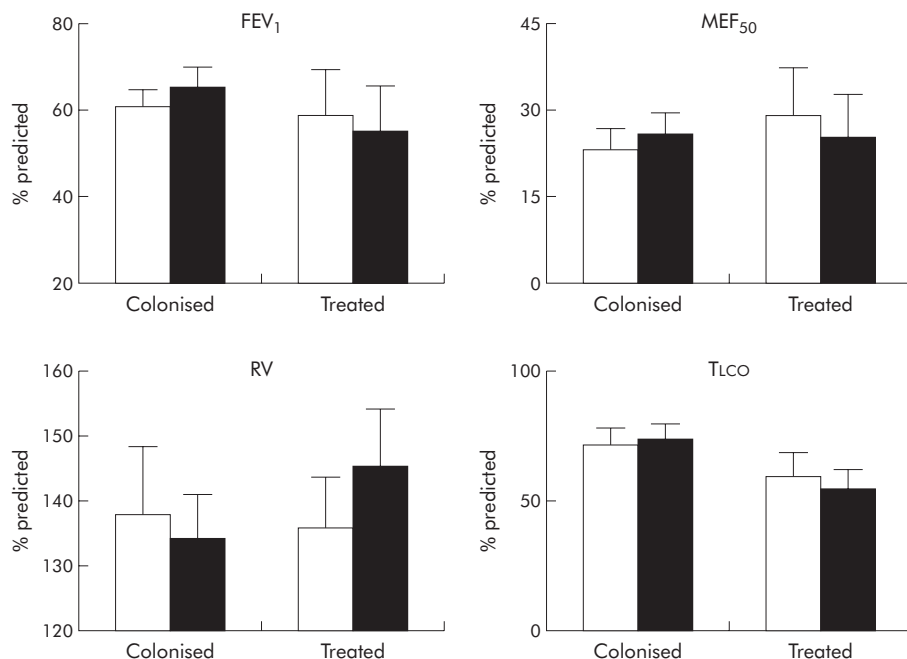 FEV₁
80
60
40
20
% predicted
Colonised Treated
MEF₅₀
45
30
15
0
% predicted
Colonised Treated
RV
160
150
140
130
120
% predicted
Colonised Treated
TLCO
100
50
0
% predicted
Colonised Treated